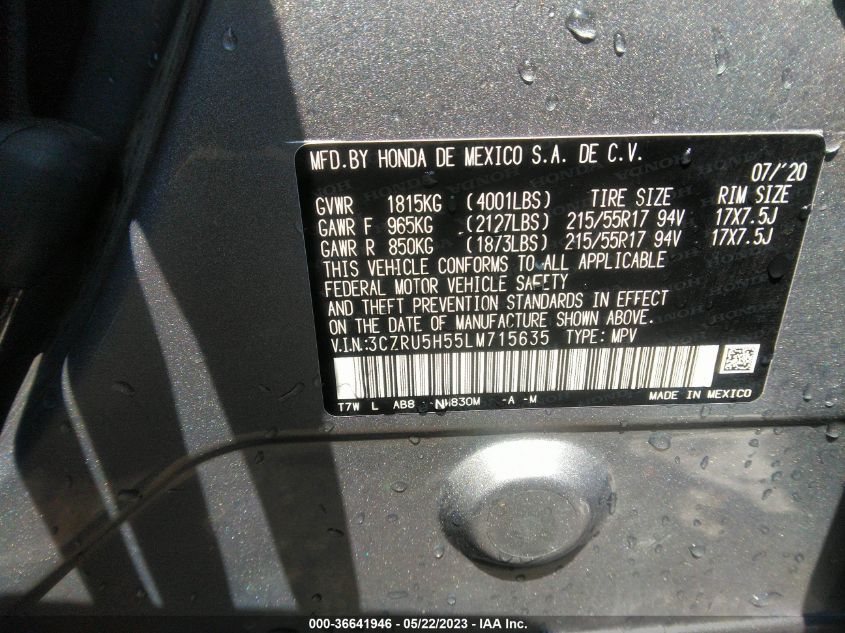 MFD.BY HONDA DE MEXICO S.A. DE C.V.
07/'20
GVWR 1815KG (4001LBS) TIRE SIZE RIM SIZE
GAWR F 965KG (2127LBS) 215/55R17 94V 17X7.5J
GAWR R 850KG (1873LBS) 215/55R17 94V 17X7.5J
THIS VEHICLE CONFORMS TO ALL APPLICABLE
FEDERAL MOTOR VEHICLE SAFETY
AND THEFT PREVENTION STANDARDS IN EFFECT
ON THE DATE OF MANUFACTURE SHOWN ABOVE.
V.I.N.:3CZRU5H55LM715635 TYPE: MPV
T7W L AB8 -A -M MADE IN MEXICO
000-36641946 - 05/22/2023 - IAA Inc.